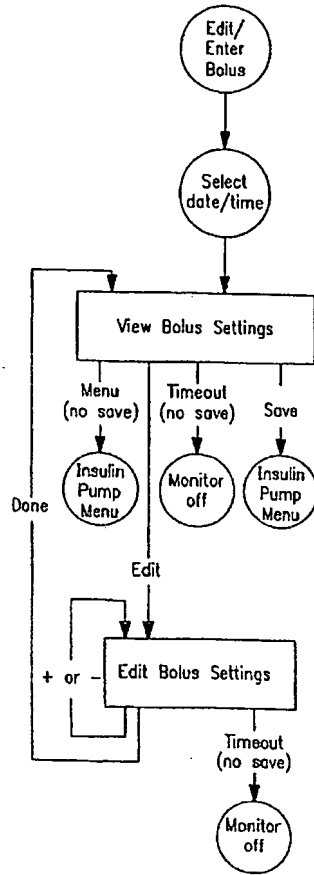 Edit/
Enter
Bolus
Select
date/time
View Bolus Settings
Menu
(no save)
Timeout
(no save)
Save
Insulin
Pump
Menu
Monitor
off
Insulin
Pump
Menu
Done
Edit
+ or -
Edit Bolus Settings
Timeout
(no save)
Monitor
off